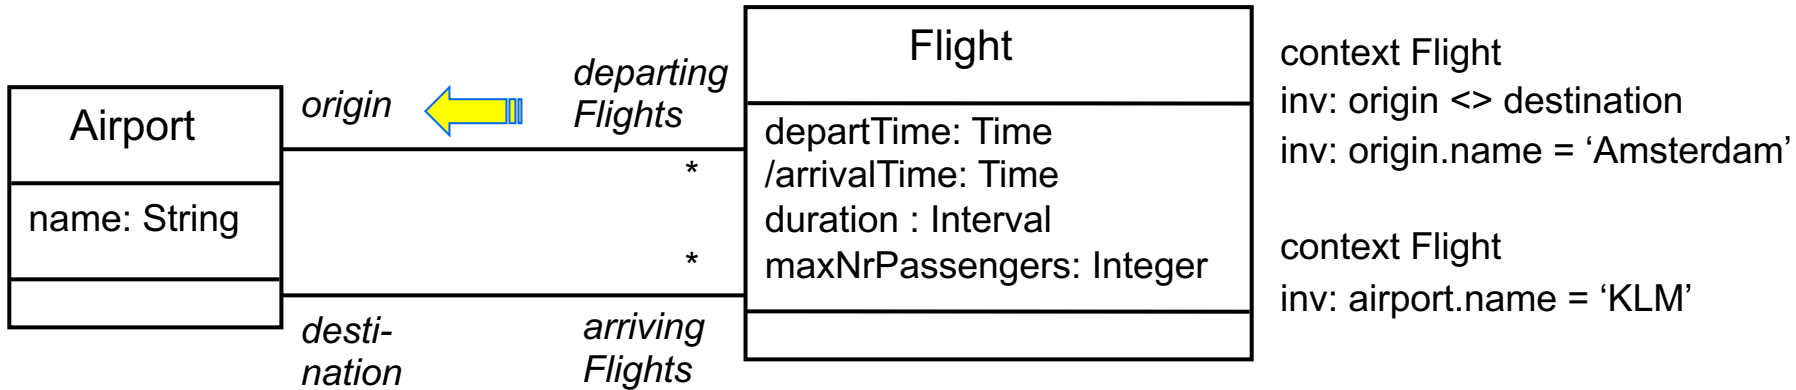 Airport
name: String
origin
departing
Flights
*
*
desti-
nation
arriving
Flights
Flight
departTime: Time
/arrivalTime: Time
duration : Interval
maxNrPassengers: Integer
context Flight
inv: origin <> destination
inv: origin.name = ‘Amsterdam’
context Flight
inv: airport.name = ‘KLM’